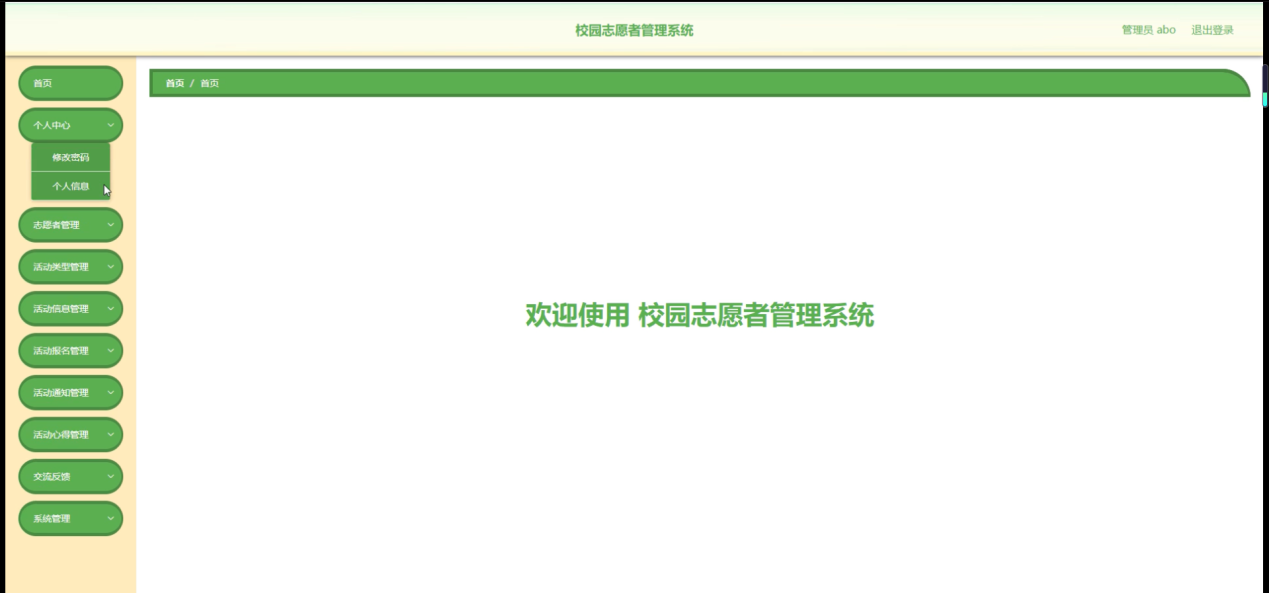 校园志愿者管理系统
管理员 abo 退出登录
首页
首页 / 首页
个人中心
修改密码
个人信息
志愿者管理
活动类型管理
活动信息管理
欢迎使用 校园志愿者管理系统
活动报名管理
活动通知管理
活动心得管理
交流反馈
系统管理